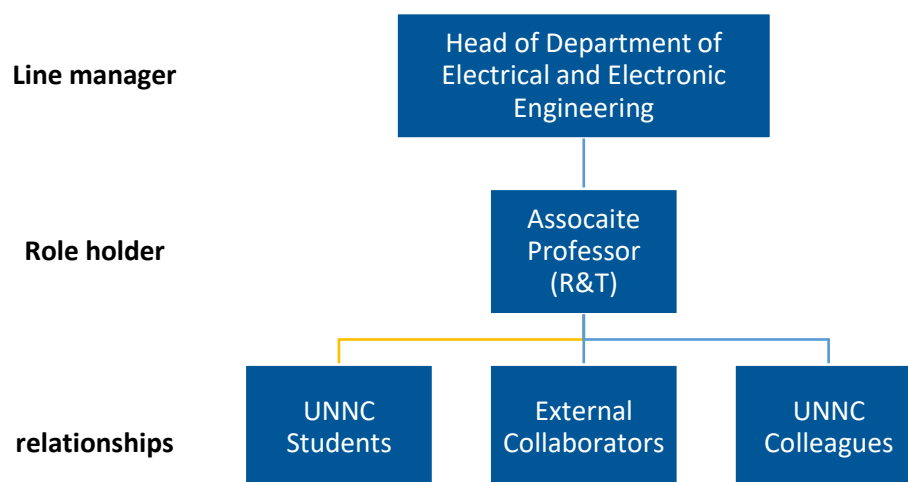 Line manager
Head of Department of
Electrical and Electronic
Engineering
Role holder
Assocaite
Professor
(R&T)
relationships
UNNC
Students
External
Collaborators
UNNC
Colleagues